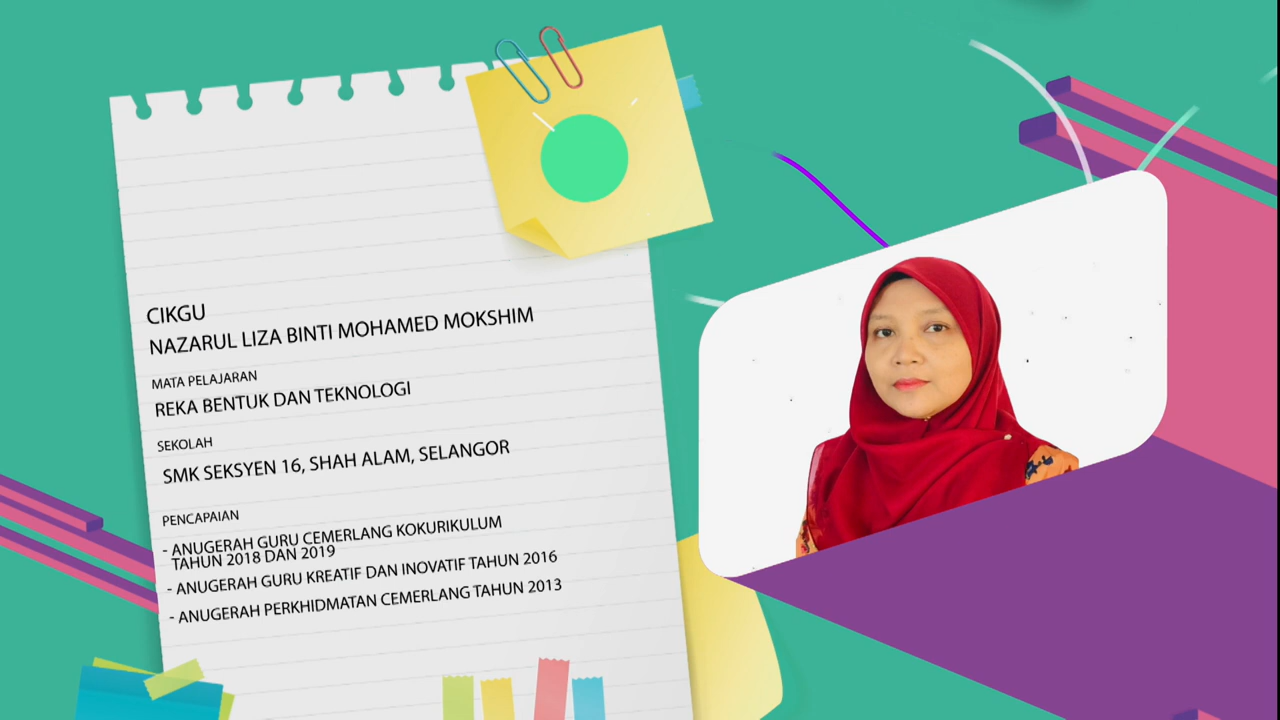 CIKGU
NAZARUL LIZA BINTI MOHAMED MOKSHIM
MATA PELAJARAN
REKA BENTUK DAN TEKNOLOGI
SEKOLAH
SMK SEKSYEN 16, SHAH ALAM, SELANGOR
PENCAPAIAN
- ANUGERAH GURU CEMERLANG KOKURIKULUM
TAHUN 2018 DAN 2019
- ANUGERAH GURU KREATIF DAN INOVATIF TAHUN 2016
- ANUGERAH PERKHIDMATAN CEMERLANG TAHUN 2013